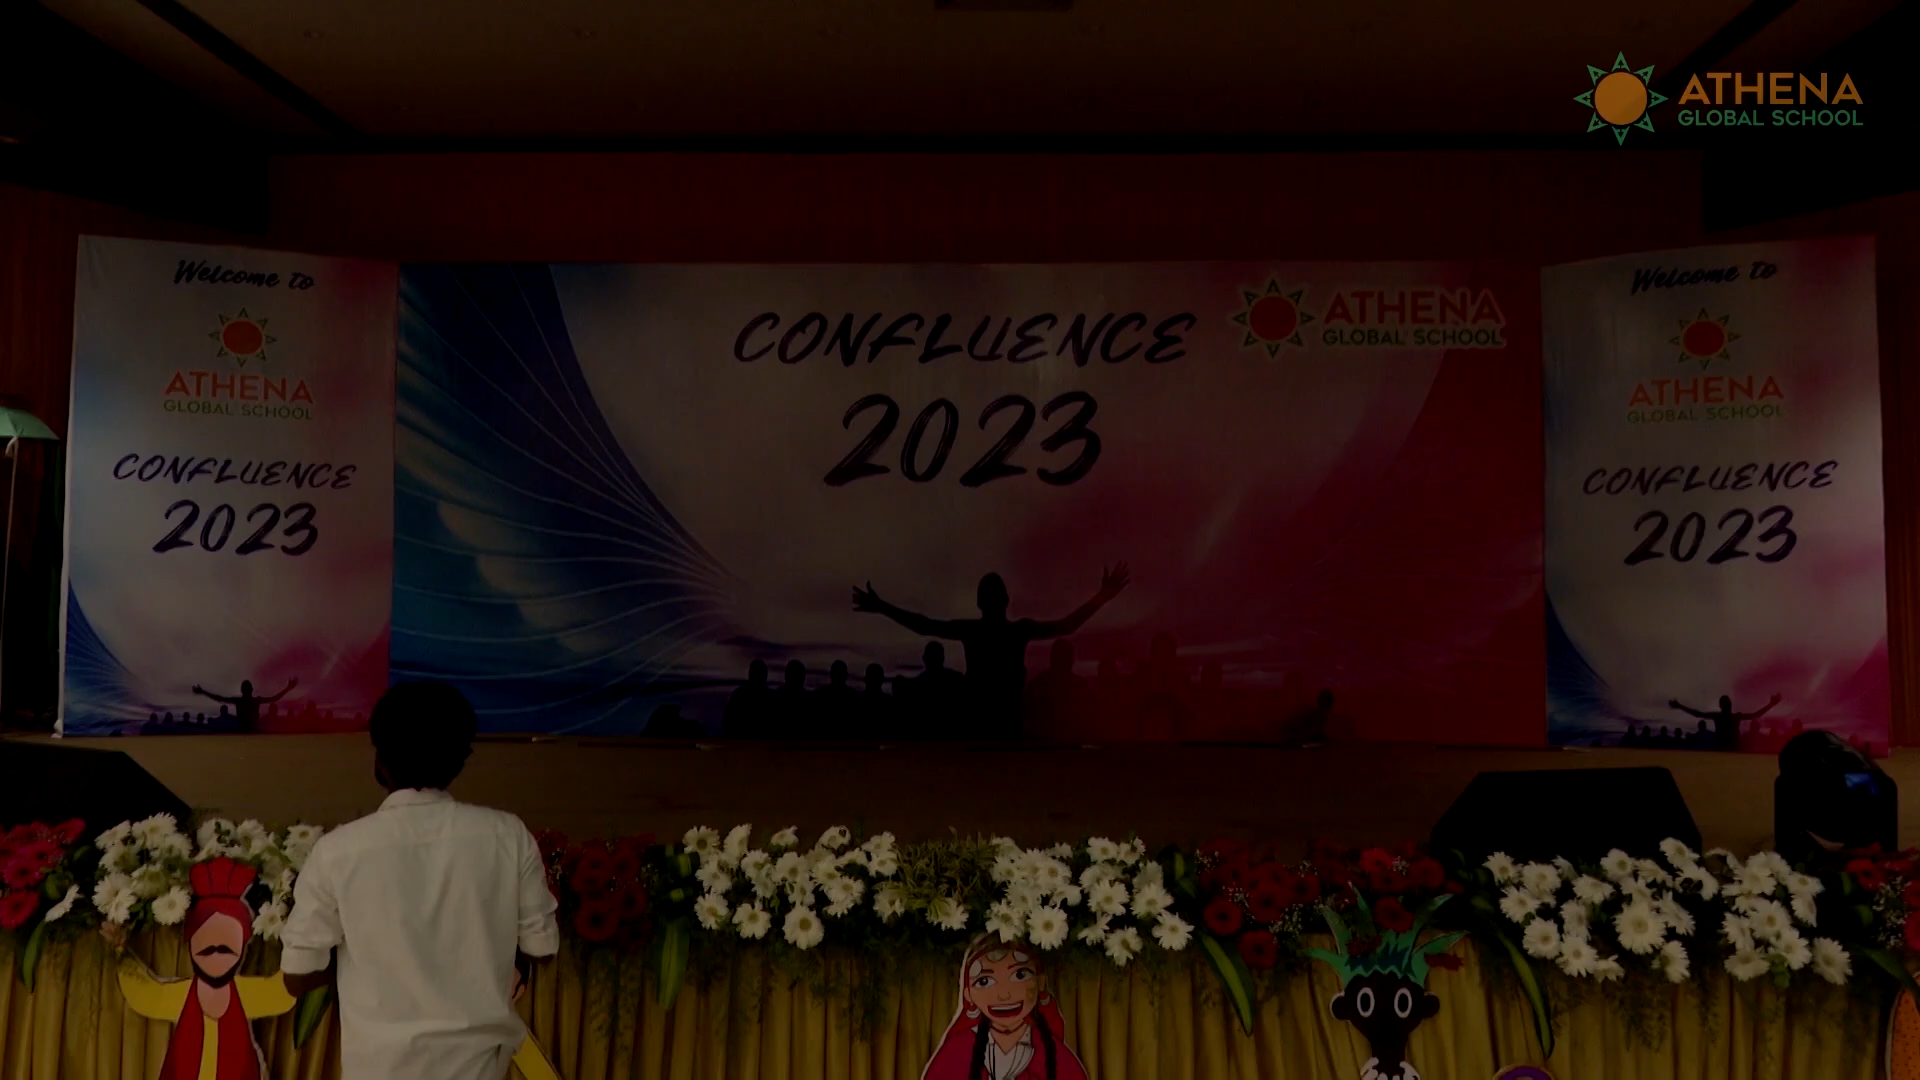 ATHENA
GLOBAL SCHOOL
Welcome to
ATHENA
GLOBAL SCHOOL
CONFLUENCE
2023
CONFLUENCE
2023
ATHENA
GLOBAL SCHOOL
Welcome to
ATHENA
GLOBAL SCHOOL
CONFLUENCE
2023